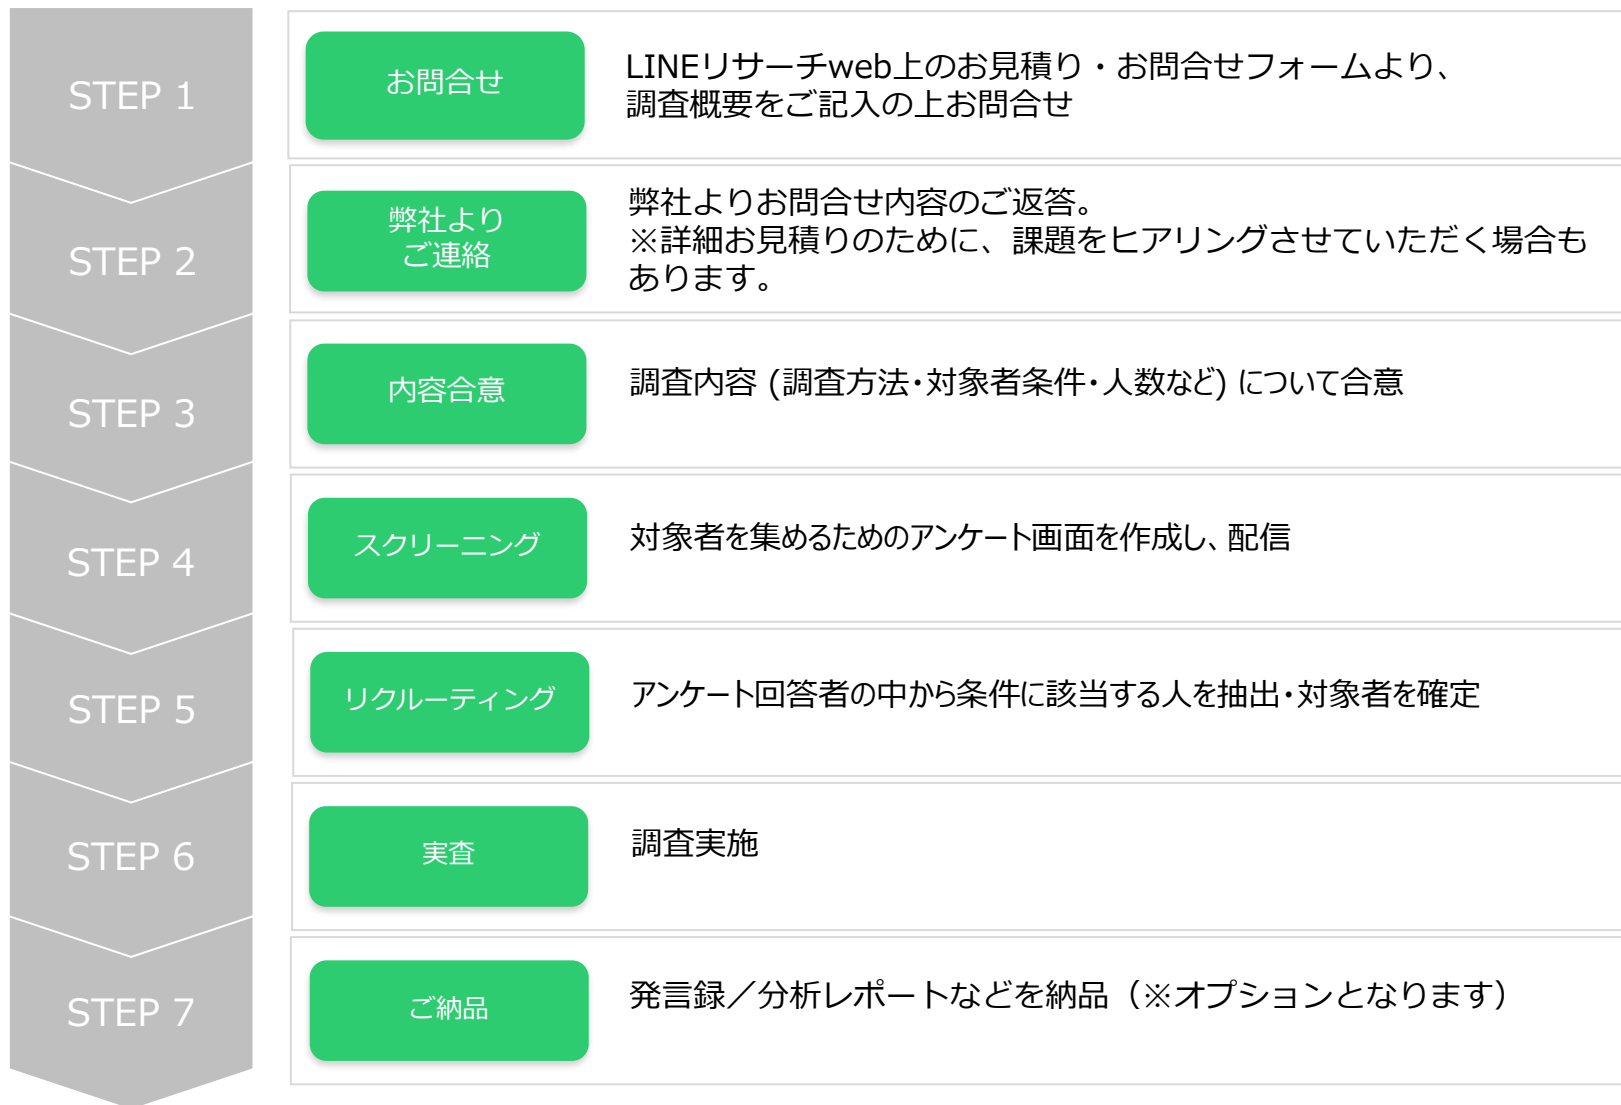 STEP 1
お問合せ
LINEリサーチweb上のお見積り・お問合せフォームより、
調査概要をご記入の上お問合せ
STEP 2
弊社より
ご連絡
弊社よりお問合せ内容のご返答。
※詳細お見積りのために、課題をヒアリングさせていただく場合も
あります。
STEP 3
内容合意
調査内容 (調査方法・対象者条件・人数など) について合意
STEP 4
スクリーニング
対象者を集めるためのアンケート画面を作成し、配信
STEP 5
リクルーティング
アンケート回答者の中から条件に該当する人を抽出・対象者を確定
STEP 6
実査
調査実施
STEP 7
ご納品
発言録／分析レポートなどを納品（※オプションとなります）